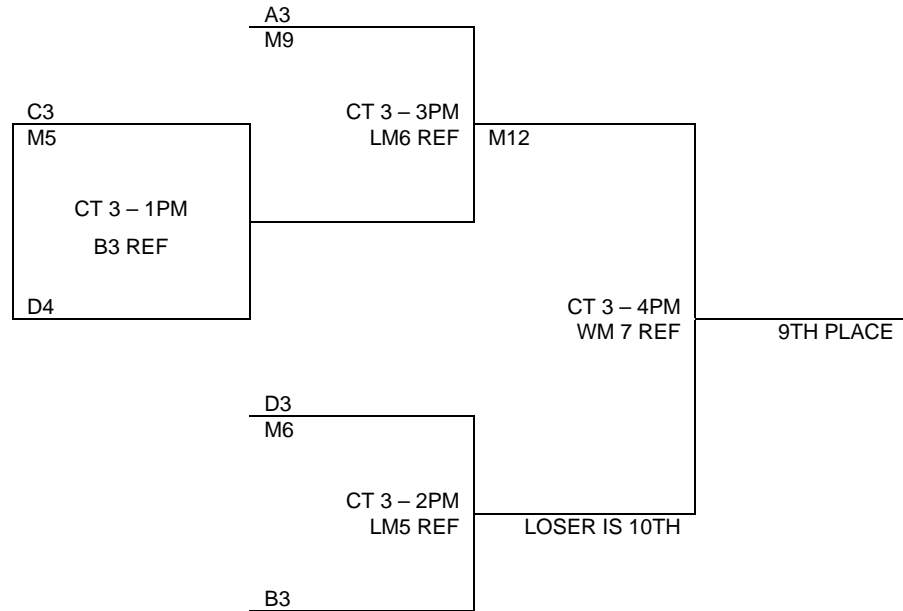 A3
M9
CT 3 – 3PM
LM6 REF
C3
M5
M12
CT 3 – 1PM
B3 REF
D4
CT 3 – 4PM
WM 7 REF
9TH PLACE
D3
M6
CT 3 – 2PM
LM5 REF
LOSER IS 10TH
B3